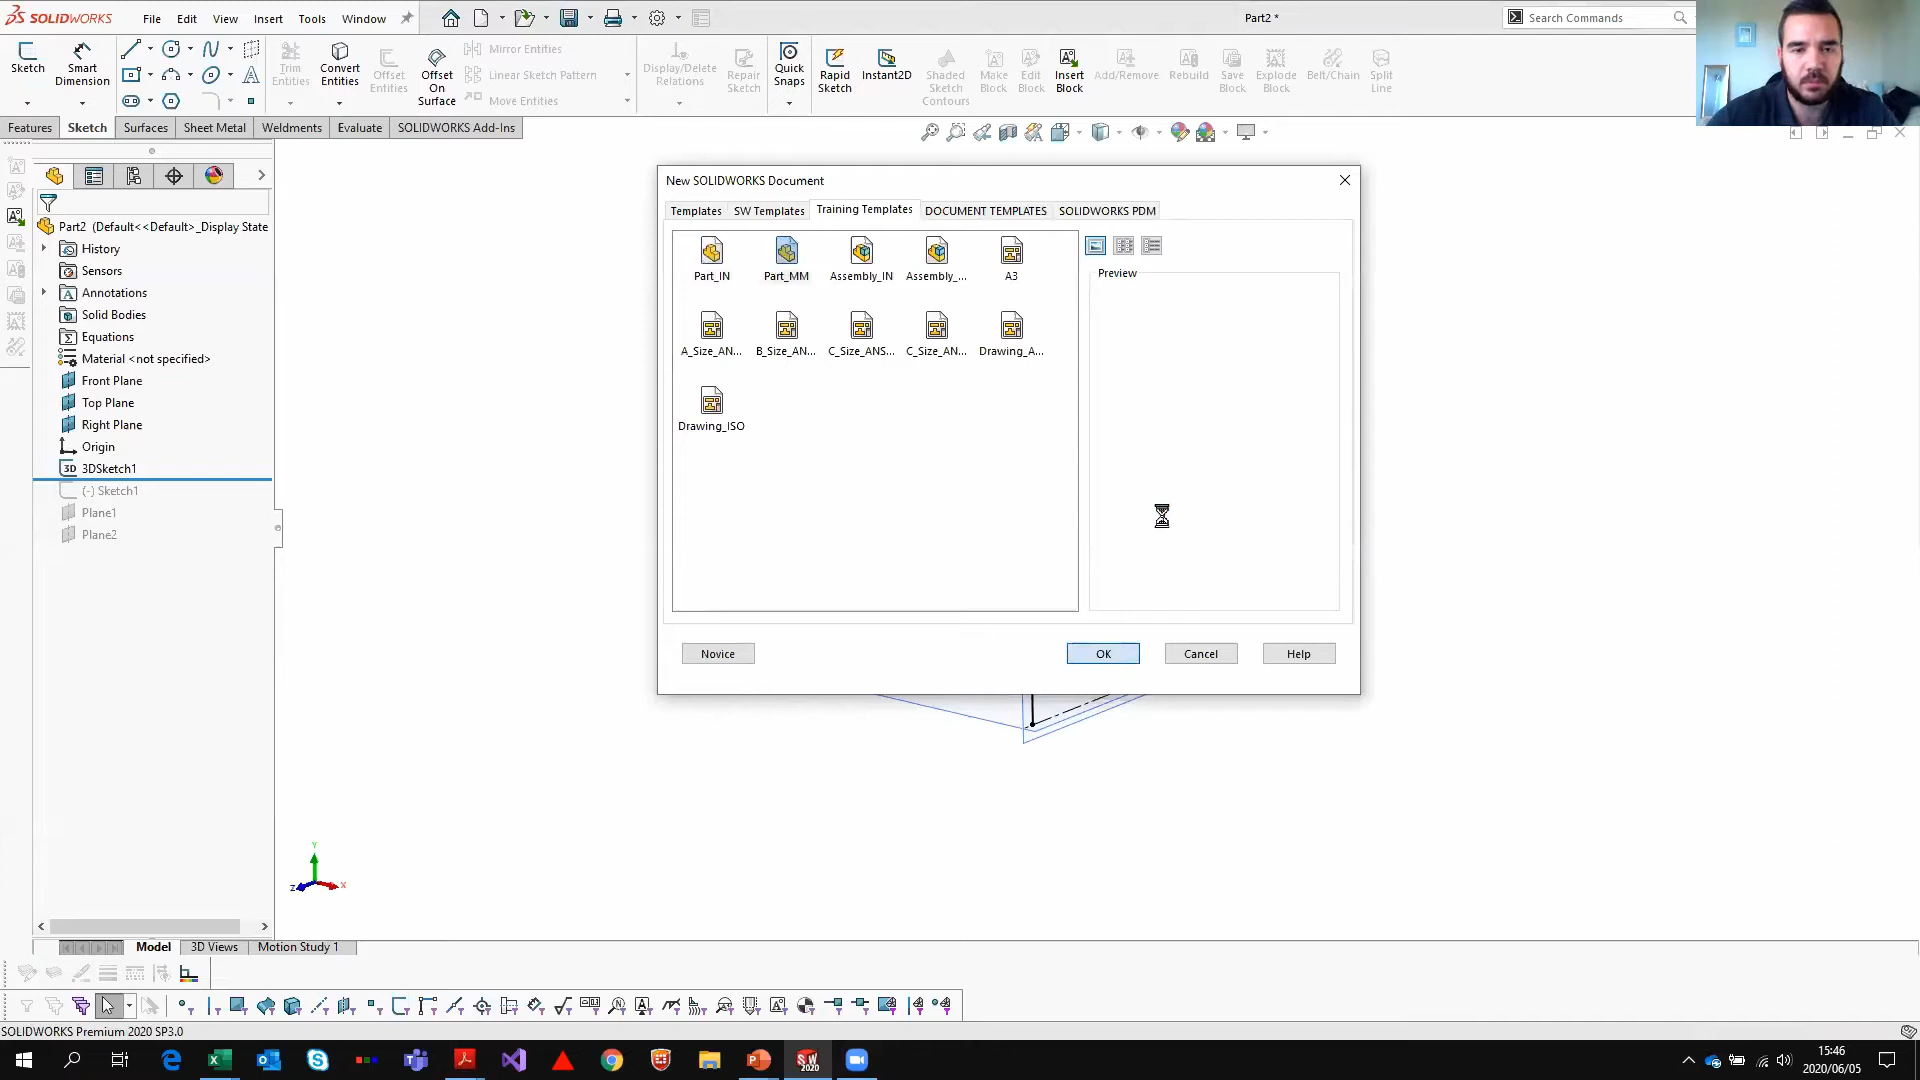 SOLIDWORKS
File Edit View Insert Tools Window
Part2 *
Search Commands
Sketch
Smart Dimension
Trim Entities
Convert Entities
Offset Entities
Offset On Surface
Mirror Entities
Linear Sketch Pattern
Move Entities
Display/Delete Relations
Repair Sketch
Quick Snaps
Rapid Sketch
Instant2D
Shaded Sketch Contours
Make Block
Edit Block
Insert Block
Add/Remove
Rebuild
Save Block
Explode Block
Belt/Chain
Split Line
Features Sketch Surfaces Sheet Metal Weldments Evaluate SOLIDWORKS Add-Ins
Part2 (Default<<Default>_Display State
History
Sensors
Annotations
Solid Bodies
Equations
Material <not specified>
Front Plane
Top Plane
Right Plane
Origin
3D 3DSketch1
(-) Sketch1
Plane1
Plane2
New SOLIDWORKS Document
Templates SW Templates Training Templates DOCUMENT TEMPLATES SOLIDWORKS PDM
Part_IN Part_MM Assembly_IN Assembly_... A3
A_Size_AN... B_Size_AN... C_Size_ANS... C_Size_AN... Drawing_A...
Drawing_ISO
Preview
Novice OK Cancel Help
Y
Z X
Model 3D Views Motion Study 1
SOLIDWORKS Premium 2020 SP3.0
SW 2020
15:46
2020/06/05